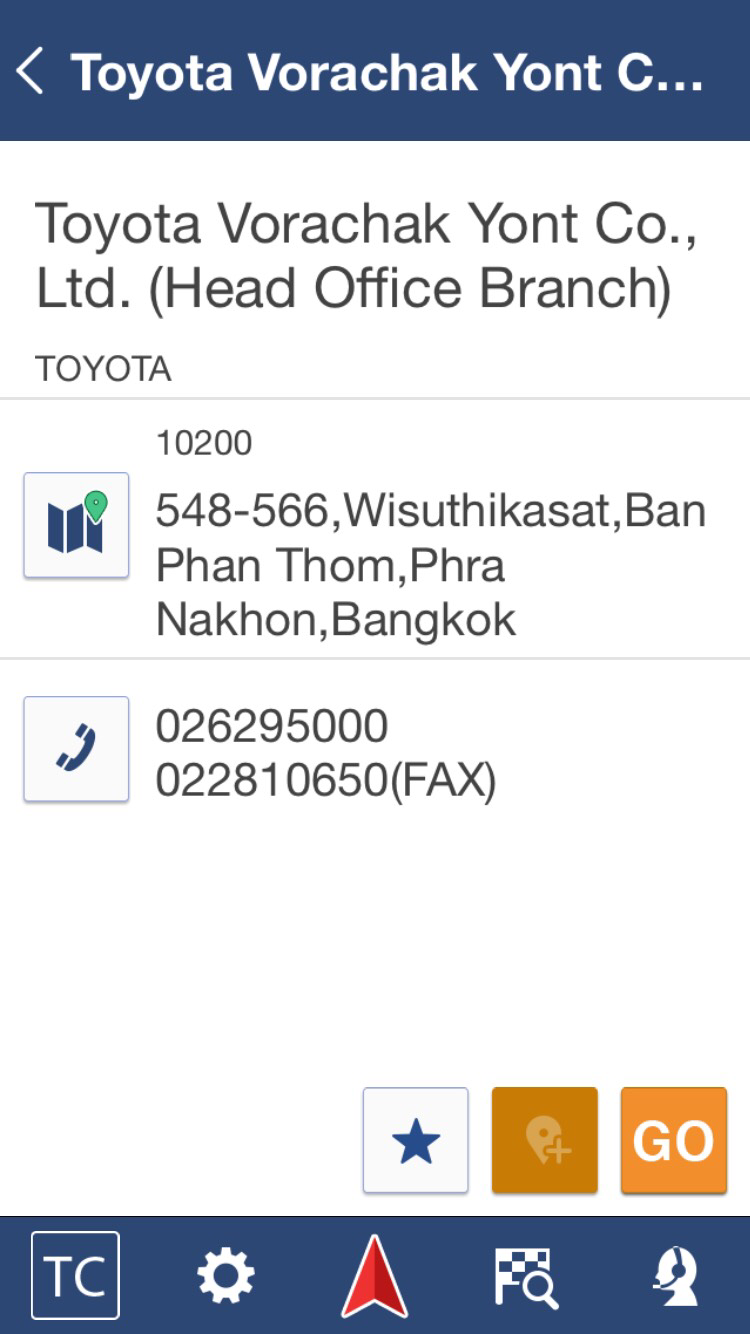 Toyota Vorachak Yont C...
Toyota Vorachak Yont Co.,
Ltd. (Head Office Branch)
TOYOTA
10200
548-566,Wisuthikasat,Ban
Phan Thom,Phra
Nakhon,Bangkok
026295000
022810650(FAX)
GO
TC